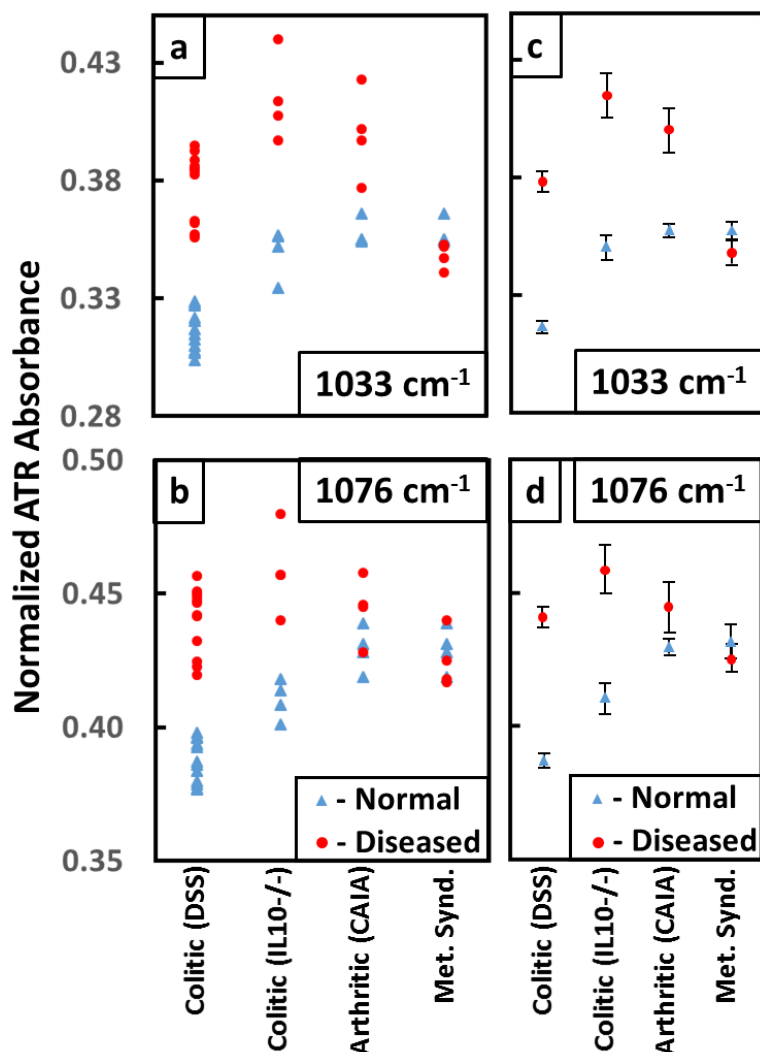 Normalized ATR Absorbance
a
0.43
0.38
0.33
0.28
1033 cm-1
c
1033 cm-1
b
1076 cm-1
0.50
0.45
0.40
0.35
▲ - Normal
● - Diseased
d
1076 cm-1
▲ - Normal
● - Diseased
Colitic (DSS)
Colitic (IL10-/-)
Arthritic (CAIA)
Met. Synd.
Colitic (DSS)
Colitic (IL10-/-)
Arthritic (CAIA)
Met. Synd.